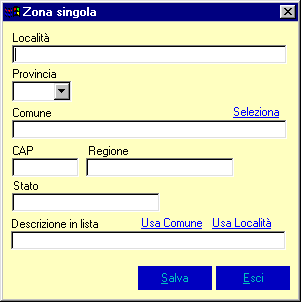 Zona singola
Località
Provincia
Comune Seleziona
CAP Regione
Stato
Descrizione in lista Usa Comune Usa Località
Salva Esci